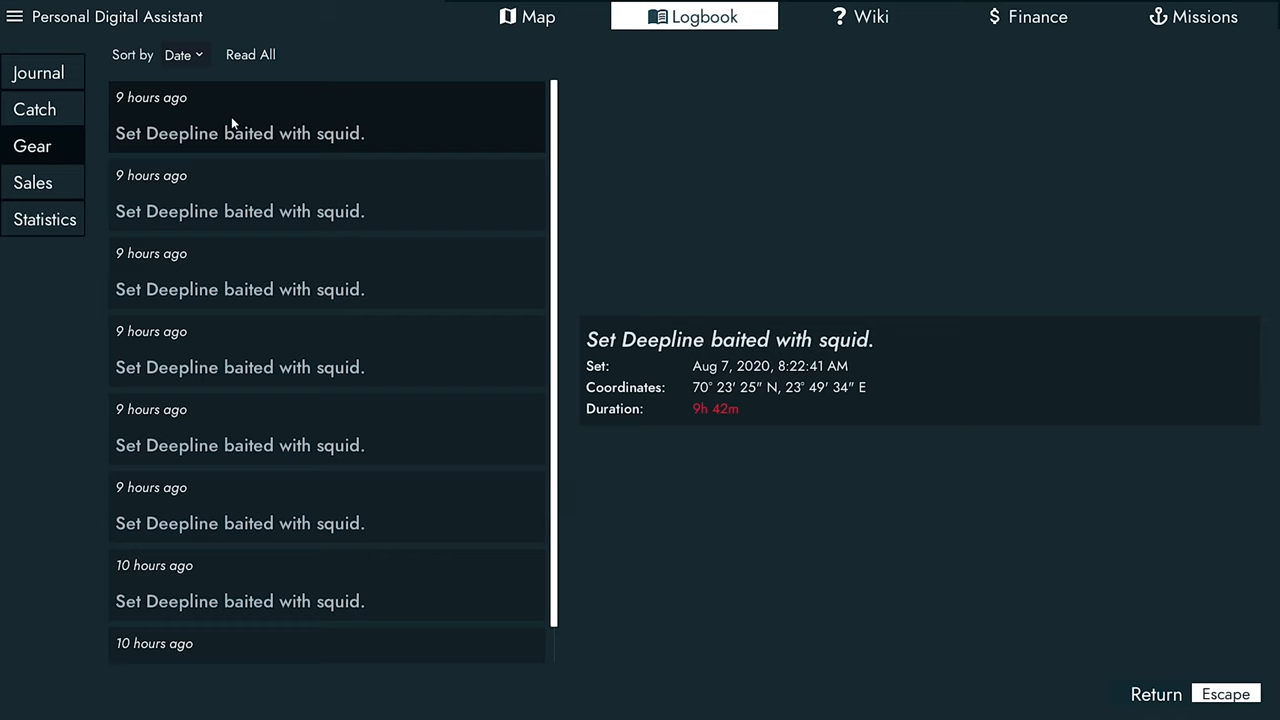 Personal Digital Assistant
Map
Logbook
? Wiki
$ Finance
Missions
Sort by Date
Read All
Journal
Catch
Gear
Sales
Statistics
9 hours ago
Set Deepline baited with squid.
9 hours ago
Set Deepline baited with squid.
9 hours ago
Set Deepline baited with squid.
9 hours ago
Set Deepline baited with squid.
9 hours ago
Set Deepline baited with squid.
9 hours ago
Set Deepline baited with squid.
10 hours ago
Set Deepline baited with squid.
10 hours ago
Set Deepline baited with squid.
Set: Aug 7, 2020, 8:22:41 AM
Coordinates: 70° 23' 25" N, 23° 49' 34" E
Duration: 9h 42m
Return Escape